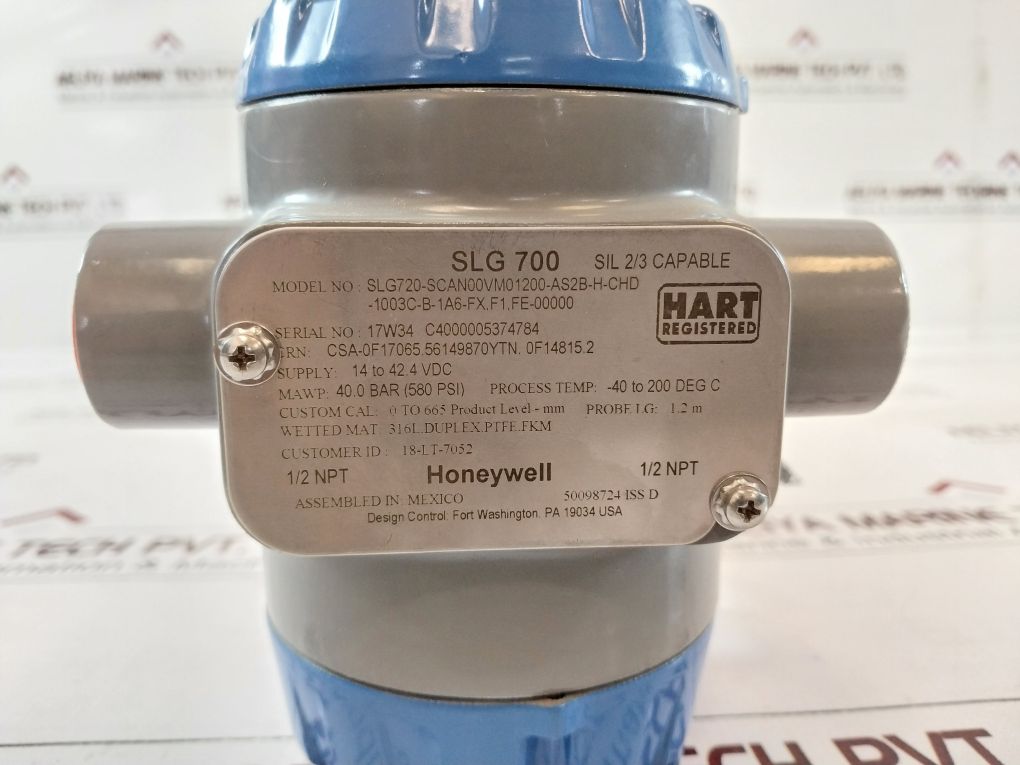 SLG 700 SIL 2/3 CAPABLE
MODEL NO : SLG720-SCAN00VM01200-AS2B-H-CHD
-1003C-B-1A6-FX,F1,FE-00000
HART
REGISTERED
SERIAL NO : 17W34 C4000005374784
CRN: CSA-0F17065.56149870YTN. 0F14815.2
SUPPLY: 14 to 42.4 VDC
MAWP: 40.0 BAR (580 PSI) PROCESS TEMP: -40 to 200 DEG C
CUSTOM CAL: 0 TO 665 Product Level - mm PROBE LG: 1.2 m
WETTED MAT: 316L,DUPLEX,PTFE,FKM
CUSTOMER ID : 18-LT-7052
1/2 NPT Honeywell 1/2 NPT
ASSEMBLED IN: MEXICO 50098724 ISS D
Design Control: Fort Washington, PA 19034 USA
TECH PVT